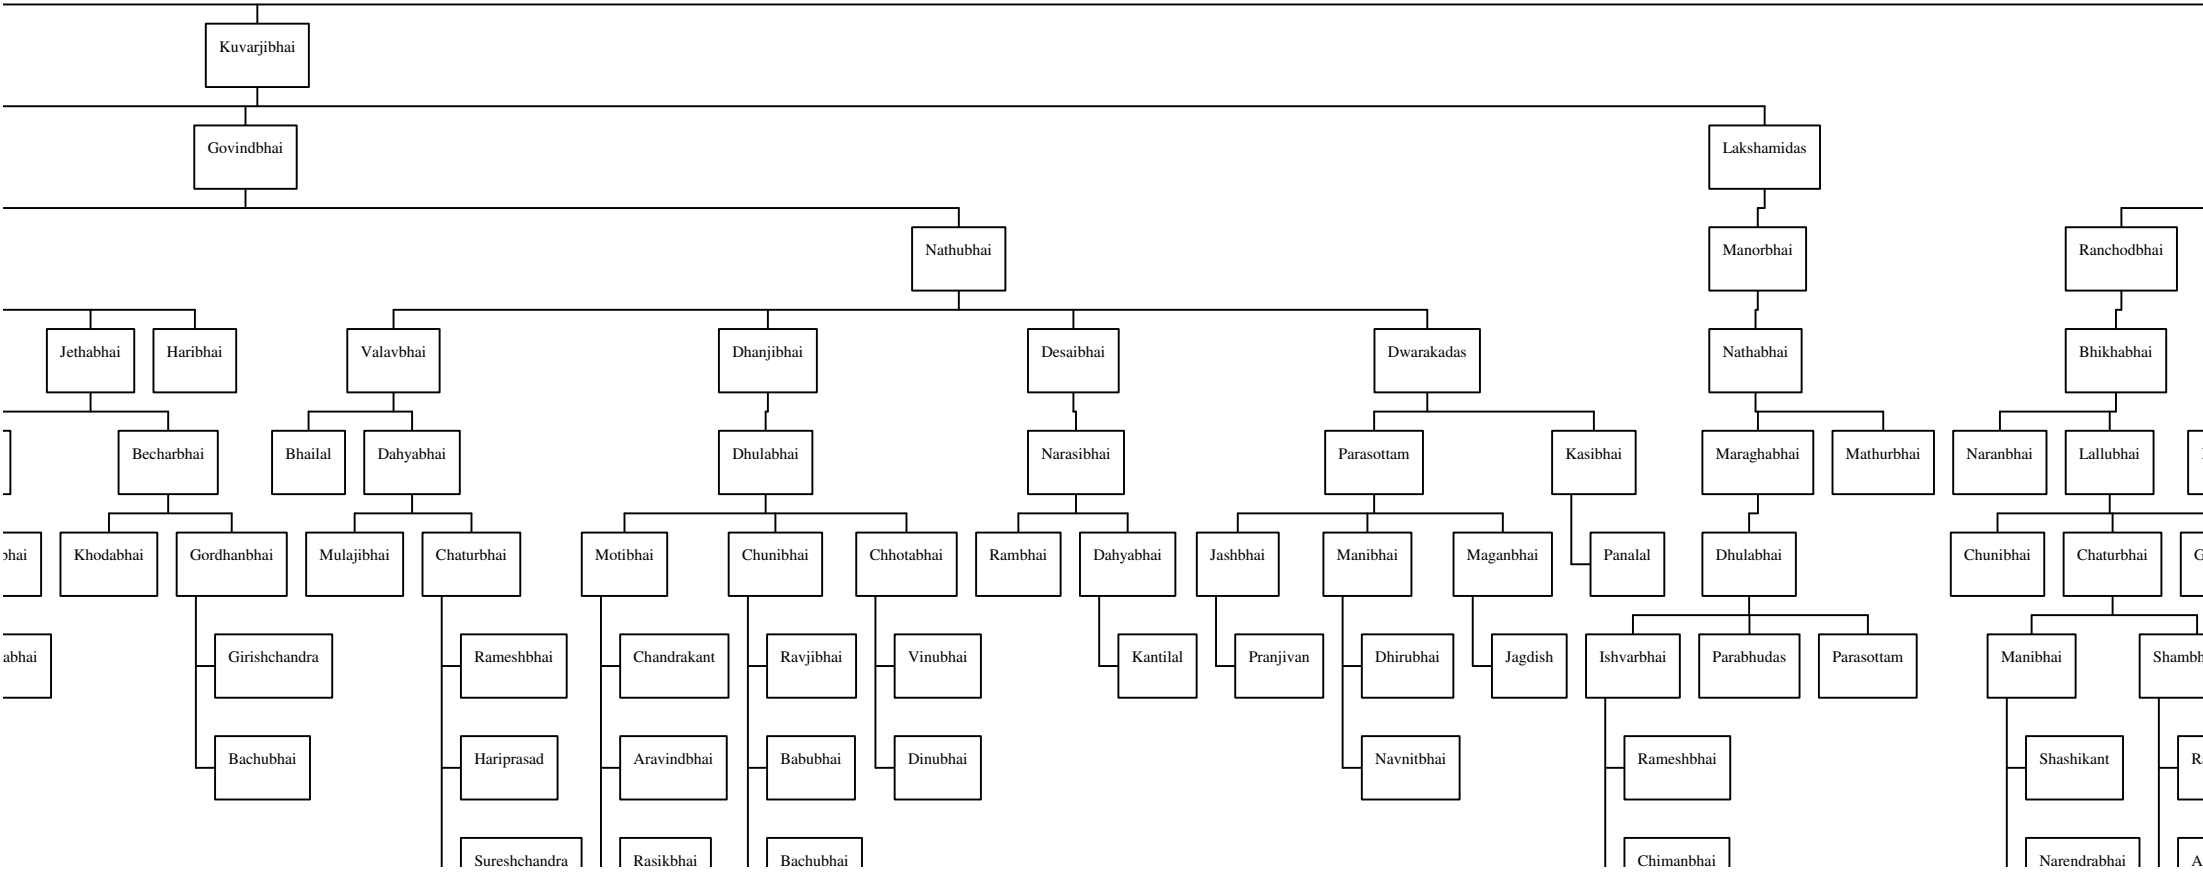 Kuvarjibhai
Govindbhai
Lakshamidas
Nathubhai
Manorbhai
Ranchodbhai
Jethabhai
Haribhai
Valavbhai
Dhanjibhai
Desaibhai
Dwarakadas
Nathabhai
Bhikhabhai
Becharbhai
Bhailal
Dahyabhai
Dhulabhai
Narasibhai
Parasottam
Kasibhai
Maraghabhai
Mathurbhai
Naranbhai
Lallubhai
Khodabhai
Gordhanbhai
Mulajibhai
Chaturbhai
Motibhai
Chunibhai
Chhotabhai
Rambhai
Dahyabhai
Jashbhai
Manibhai
Maganbhai
Panalal
Dhulabhai
Chunibhai
Chaturbhai
abhai
Girishchandra
Rameshbhai
Chandrakant
Ravjibhai
Vinubhai
Kantilal
Pranjivan
Dhirubhai
Jagdish
Ishvarbhai
Parabhudas
Parasottam
Manibhai
Shambh
Bachubhai
Hariprasad
Aravindbhai
Babubhai
Dinubhai
Navnitbhai
Rameshbhai
Shashikant
Sureshchandra
Rasikbhai
Bachubhai
Chimanbhai
Narendrabhai